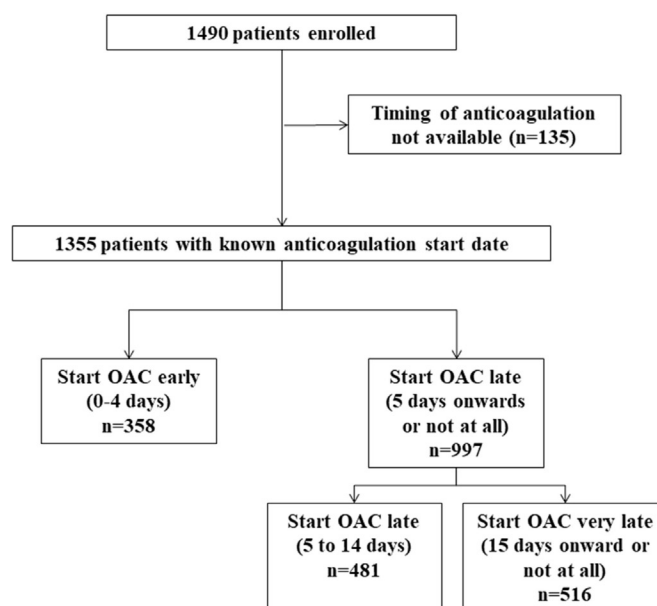 1490 patients enrolled
Timing of anticoagulation
not available (n=135)
1355 patients with known anticoagulation start date
Start OAC early
(0-4 days)
n=358
Start OAC late
(5 days onwards
or not at all)
n=997
Start OAC late
(5 to 14 days)
n=481
Start OAC very late
(15 days onward or
not at all)
n=516